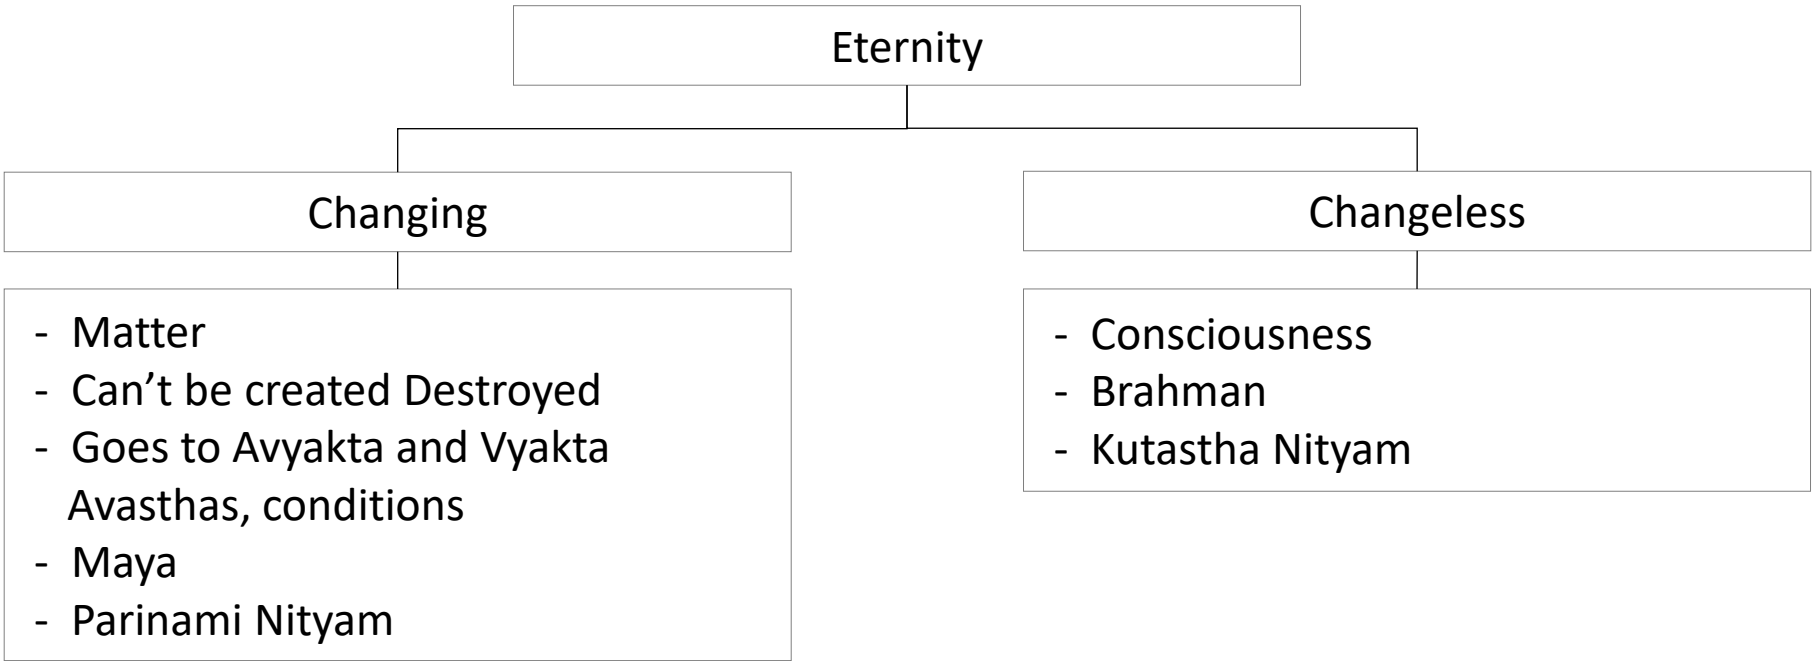 Eternity
Changing
Changeless
- Matter
- Can’t be created Destroyed
- Goes to Avyakta and Vyakta
Avasthas, conditions
- Maya
- Parinami Nityam
- Consciousness
- Brahman
- Kutastha Nityam